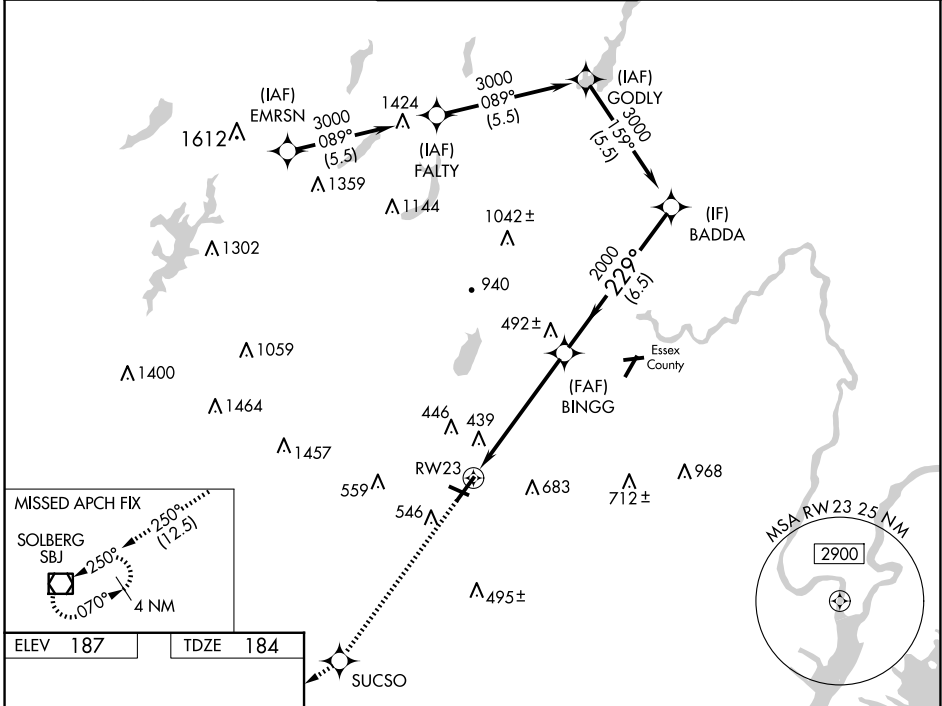 (IAF)
EMRSN
3000
089°
(5.5)
1424
(IAF)
FALTY
3000
089°
(5.5)
(IAF)
GODLY
3000
159°
(5.5)
(IF)
BADDA
1612
1359
1144
1302
1042±
940
2000
229°
(6.5)
492±
1059
1400
Essex
County
(FAF)
BINGG
1464
446
439
1457
RW23
559
546
683
712±
968
495±
MISSED APCH FIX
SOLBERG
SBJ
250°
(12.5)
250°
070°
4 NM
MSA RW 23 25 NM
2900
ELEV 187
TDZE 184
SUCSO